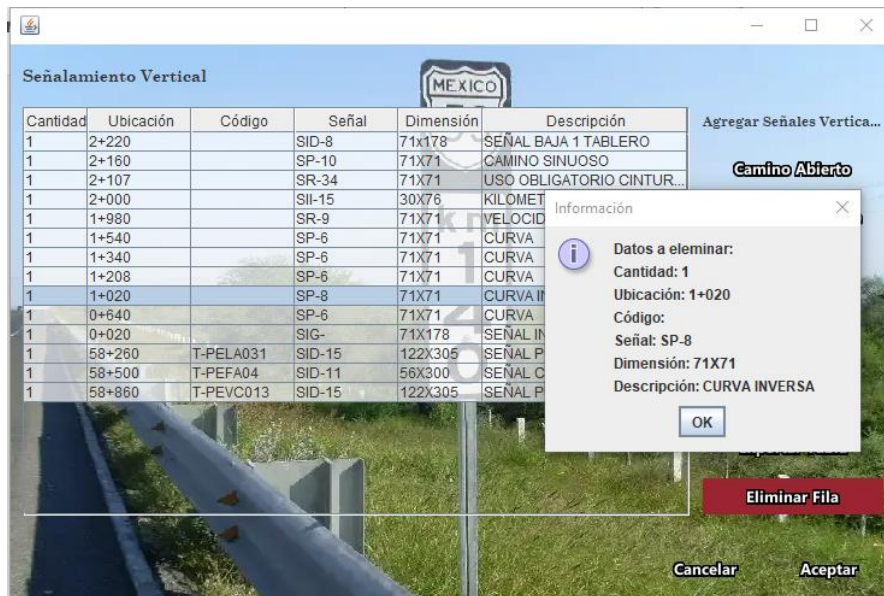 Señalamiento Vertical
MEXICO
Cantidad Ubicación Código Señal Dimensión Descripción
1 2+220 SID-8 71x178 SEÑAL BAJA 1 TABLERO
1 2+160 SP-10 71X71 CAMINO SINUOSO
1 2+107 SR-34 71X71 USO OBLIGATORIO CINTUR...
1 2+000 SII-15 30X76 KILOMET
1 1+980 SR-9 71X71 VELOCID
1 1+540 SP-6 71X71 CURVA
1 1+340 SP-6 71X71 CURVA
1 1+208 SP-6 71X71 CURVA
1 1+020 SP-8 71X71 CURVA IN
1 0+640 SP-6 71X71 CURVA
1 0+020 SIG- 71X178 SEÑAL IN
1 58+260 T-PELA031 SID-15 122X305 SEÑAL P
1 58+500 T-PEFA04 SID-11 56X300 SEÑAL C
1 58+860 T-PEVC013 SID-15 122X305 SEÑAL P
km
Agregar Señales Vertica...
Camino Abierto
Información
Datos a eleminar:
Cantidad: 1
Ubicación: 1+020
Código:
Señal: SP-8
Dimensión: 71X71
Descripción: CURVA INVERSA
OK
Eliminar Fila
Cancelar Aceptar